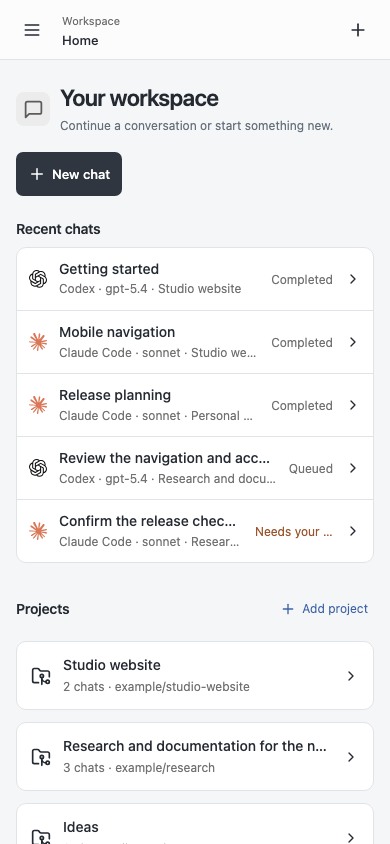 Workspace
Home
Your workspace
Continue a conversation or start something new.
New chat
Recent chats
Getting started
Codex · gpt-5.4 · Studio website
Completed
Mobile navigation
Claude Code · sonnet · Studio we...
Completed
Release planning
Claude Code · sonnet · Personal ...
Completed
Review the navigation and acc...
Codex · gpt-5.4 · Research and docu...
Queued
Confirm the release chec...
Claude Code · sonnet · Resear...
Needs your ...
Projects
Add project
Studio website
2 chats · example/studio-website
Research and documentation for the n...
3 chats · example/research
Ideas